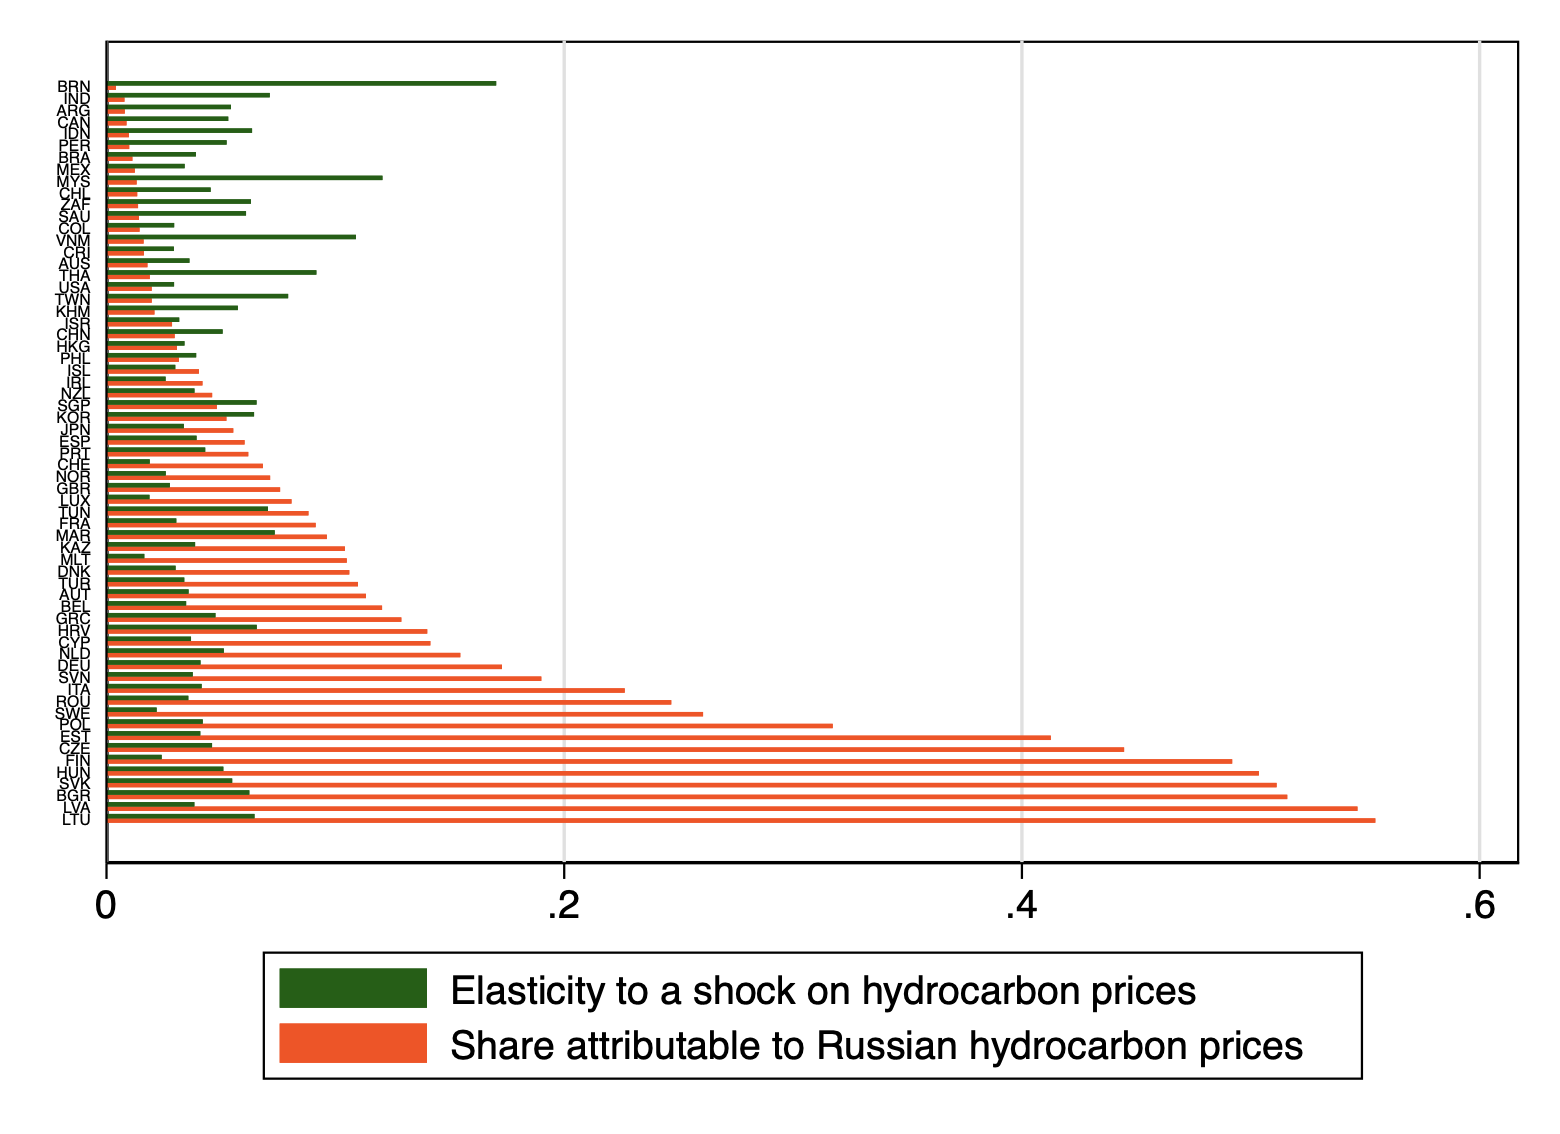 BRN
IND
ARG
CAN
IDN
PER
BRA
MEX
MYS
CHL
ZAF
SAU
COL
VNM
CRI
AUS
THA
USA
TWN
KHM
ISR
CHN
HKG
PHL
ISL
IRL
NZL
SGP
KOR
JPN
ESP
PRT
CHE
NOR
GBR
LUX
TUN
FRA
MAR
KAZ
MLT
DNK
TUR
AUT
BEL
GRC
HRV
CYP
NLD
DEU
SVN
ITA
ROU
SWE
POL
EST
CZE
FIN
HUN
SVK
BGR
LVA
LTU
0 .2 .4 .6
Elasticity to a shock on hydrocarbon prices
Share attributable to Russian hydrocarbon prices